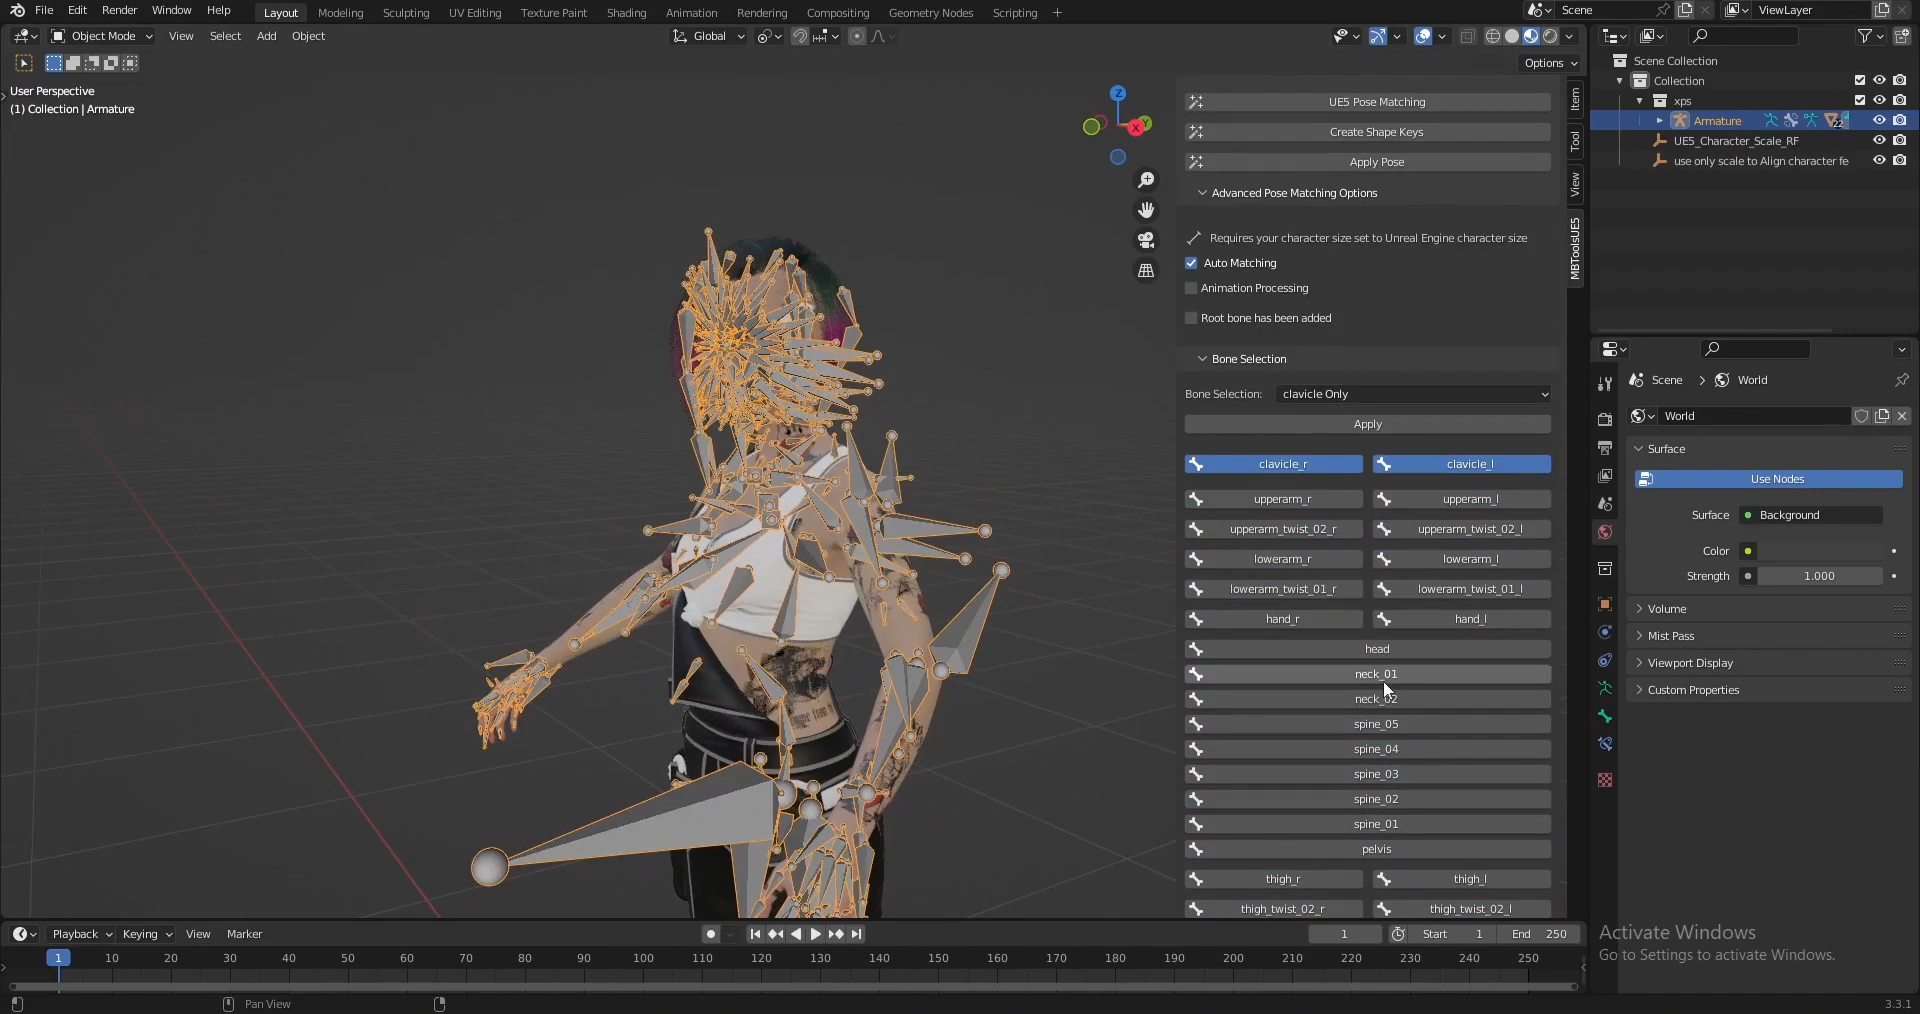 File Edit Render Window Help Layout Modeling Sculpting UV Editing Texture Paint Shading Animation Rendering Compositing Geometry Nodes Scripting + Scene ViewLayer
Object Mode View Select Add Object Global
Options
User Perspective
(1) Collection | Armature
Z
Y
X
UE5 Pose Matching
Create Shape Keys
Apply Pose
Advanced Pose Matching Options
Requires your character size set to Unreal Engine character size
Auto Matching
Animation Processing
Root bone has been added
Bone Selection
Bone Selection: clavicle Only
Apply
clavicle_r clavicle_l
upperarm_r upperarm_l
upperarm_twist_02_r upperarm_twist_02_l
lowerarm_r lowerarm_l
lowerarm_twist_01_r lowerarm_twist_01_l
hand_r hand_l
head
neck_01
neck_02
spine_05
spine_04
spine_03
spine_02
spine_01
pelvis
thigh_r thigh_l
thigh_twist_02_r thigh_twist_02_l
Item
Tool
View
MBToolsUE5
Scene Collection
Collection
xps
Armature 22
UE5_Character_Scale_RF
use only scale to Align character fe
Scene > World
World
Surface
Use Nodes
Surface Background
Color
Strength 1.000
Volume
Mist Pass
Viewport Display
Custom Properties
Playback Keying View Marker 1 Start 1 End 250
1 10 20 30 40 50 60 70 80 90 100 110 120 130 140 150 160 170 180 190 200 210 220 230 240 250
Activate Windows
Go to Settings to activate Windows.
Pan View 3.3.1